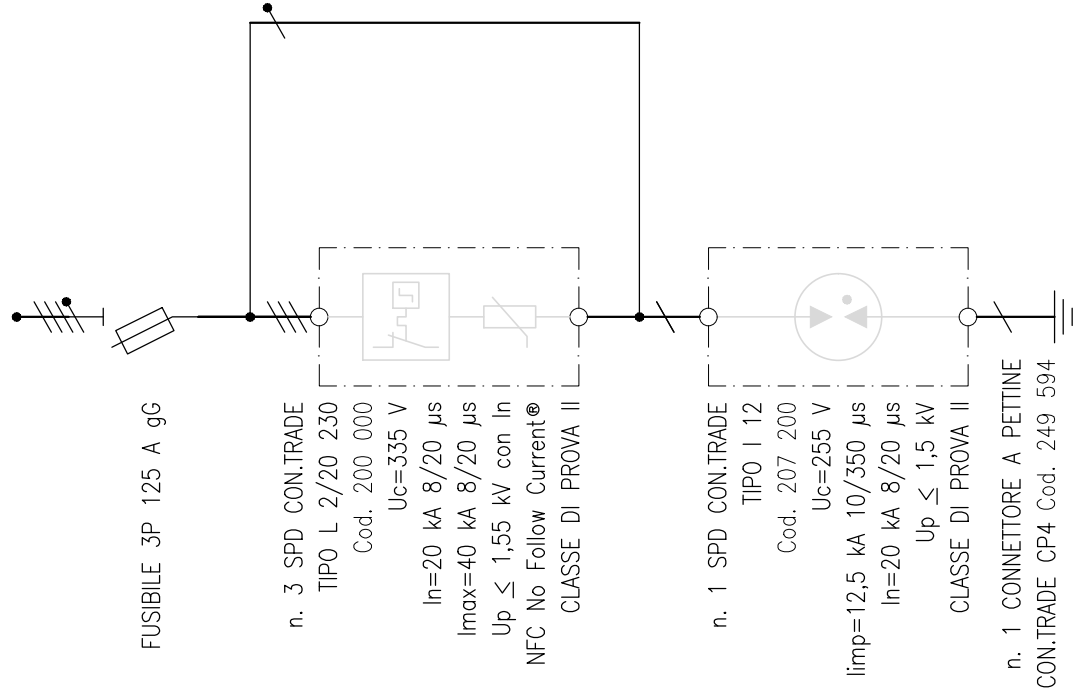 FUSIBILE 3P 125 A gG
n. 3 SPD CON.TRADE
TIPO L 2/20 230
Cod. 200 000
Uc=335 V
In=20 kA 8/20 µs
Imax=40 kA 8/20 µs
Up ≤ 1,55 kV con In
NFC No Follow Current®
CLASSE DI PROVA II
n. 1 SPD CON.TRADE
TIPO I 12
Cod. 207 200
Uc=255 V
Iimp=12,5 kA 10/350 µs
In=20 kA 8/20 µs
Up ≤ 1,5 kV
CLASSE DI PROVA II
n. 1 CONNETTORE A PETTINE
CON.TRADE CP4 Cod. 249 594